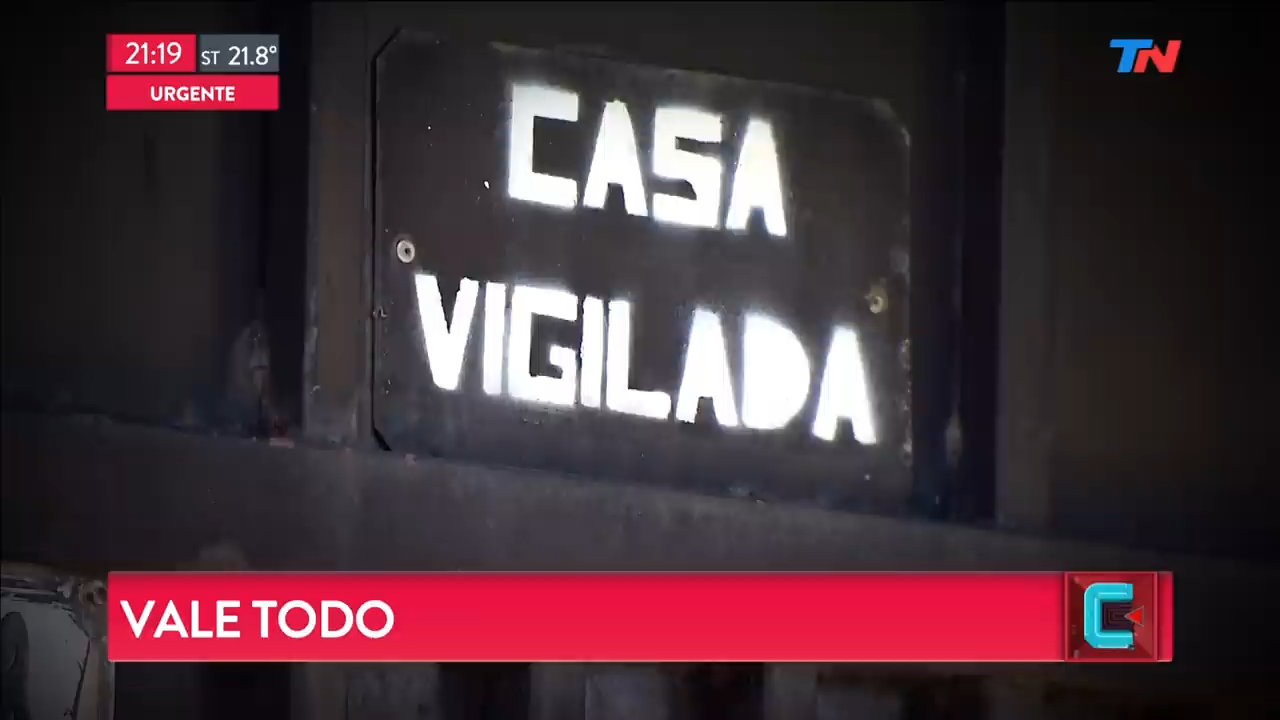 21:19 ST 21.8°
URGENTE
TN
CASA
VIGILADA
VALE TODO
C